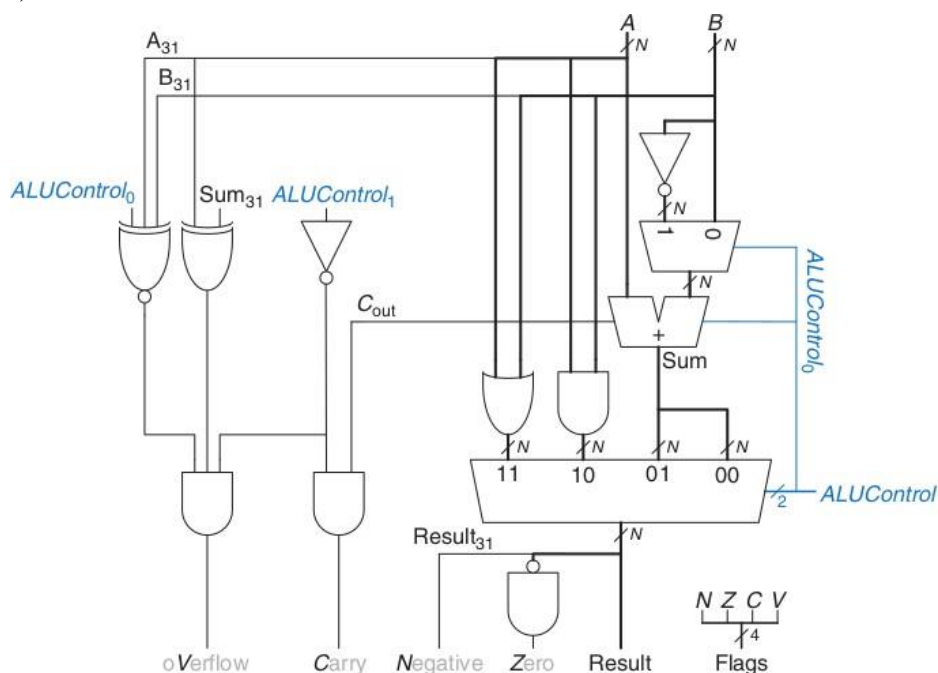 A B
N N
A31
B31
ALUControl0 Sum31 ALUControl1
N
1 0
N
ALUControl0
Cout
+
Sum
N N N N
11 10 01 00
2 ALUControl
N
Result31
N Z C V
4
oVerflow Carry Negative Zero Result Flags